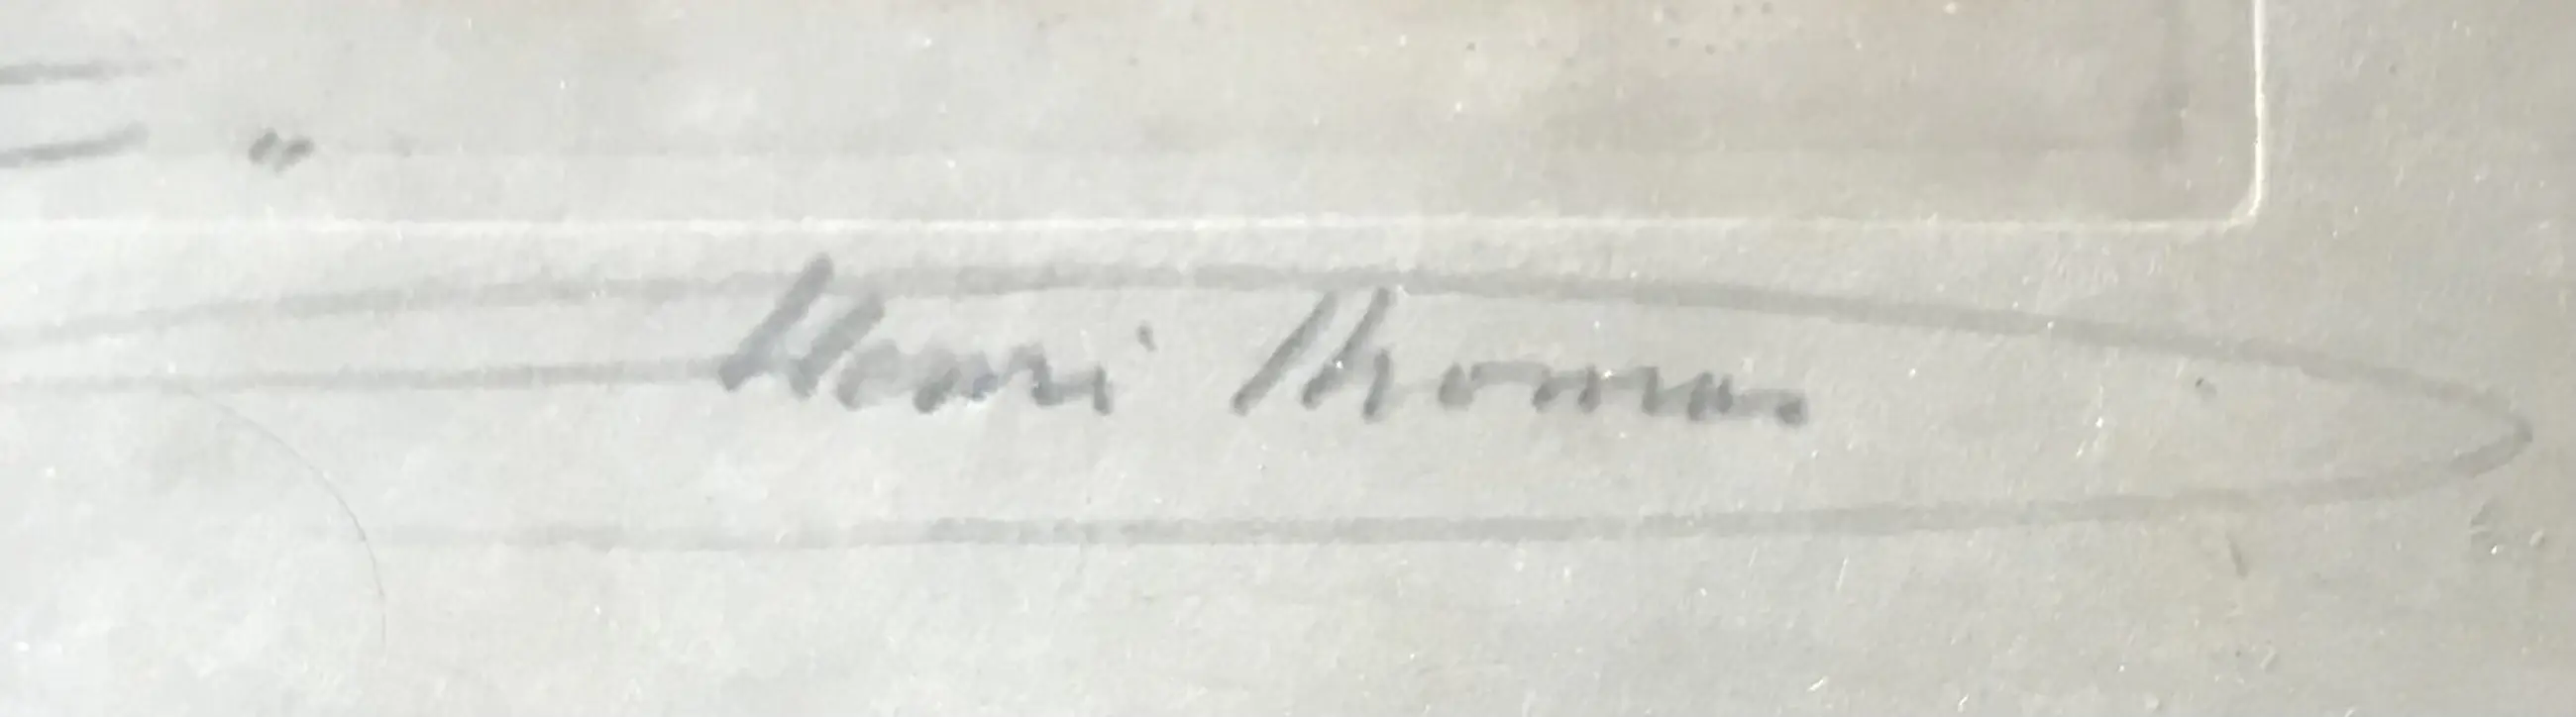 "
Henri Thomas